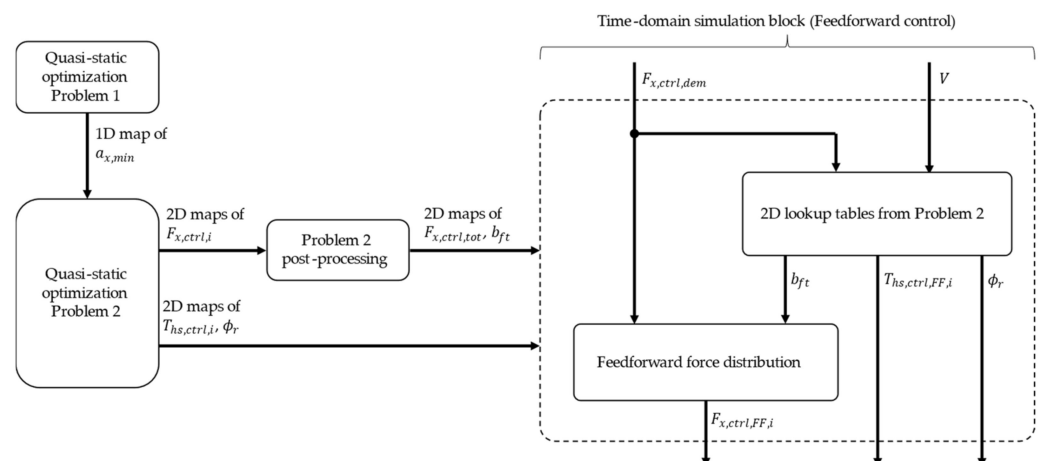 Time-domain simulation block (Feedforward control)
Quasi-static
optimization
Problem 1
1D map of
a_{x,min}
F_{x,ctrl,dem}
V
2D maps of
F_{x,ctrl,i}
Problem 2
post-processing
2D maps of
F_{x,ctrl,tot}, b_{ft}
2D lookup tables from Problem 2
Quasi-static
optimization
Problem 2
2D maps of
T_{hs,ctrl,i}, ϕ_r
b_{ft}
T_{hs,ctrl,FF,i}
ϕ_r
Feedforward force distribution
F_{x,ctrl,FF,i}